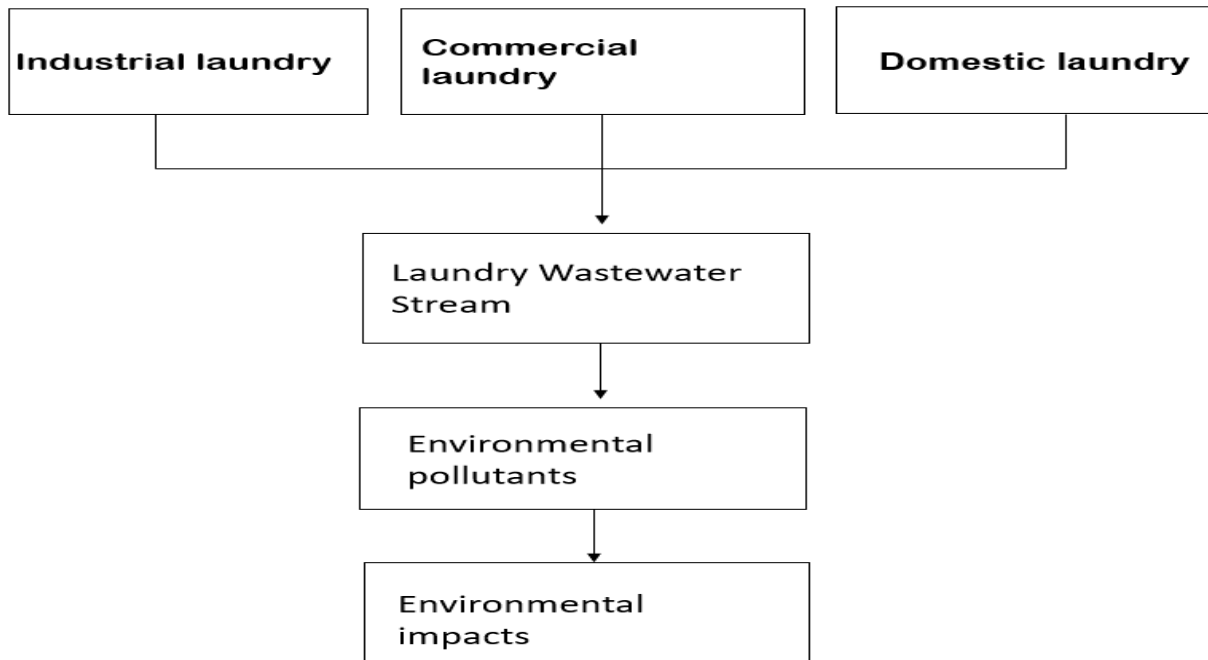 Industrial laundry
Commercial
laundry
Domestic laundry
Laundry Wastewater
Stream
Environmental
pollutants
Environmental
impacts